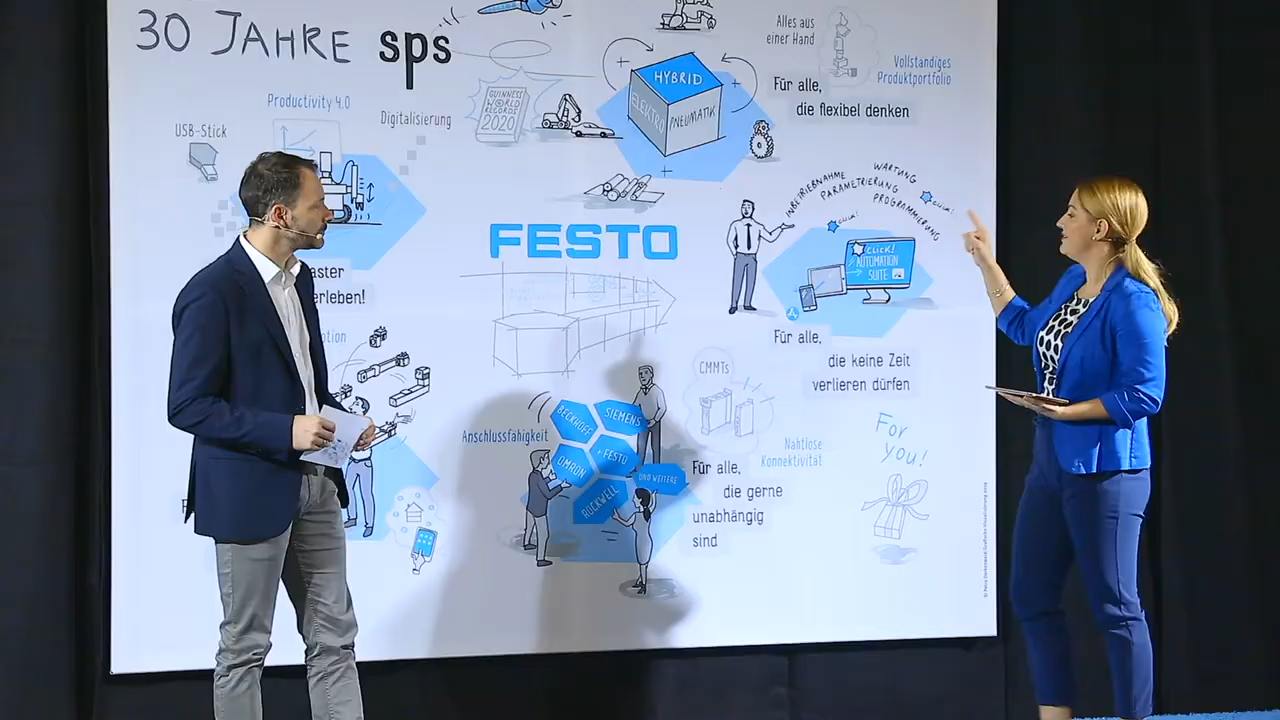 30 JAHRE sps
Productivity 4.0
USB-Stick
Digitalisierung
aster
erleben!
GUINNESS
WORLD
RECORDS
2020
HYBRID
ELEKTRO
PNEUMATIK
Alles aus
einer Hand
Vollständiges
Produktportfolio
Für alle,
die flexibel denken
FESTO
INBETRIEBNAHME
PARAMETRIERUNG
WARTUNG
PROGRAMMIERUNG
CLICK!
CLICK!
CLICK!
AUTOMATION
SUITE
Für alle,
die keine Zeit
verlieren dürfen
Anschlussfähigkeit
BECKHOFF
SIEMENS
+FESTO
OMRON
ROCKWELL
UND WEITERE
CMMTs
Nahtlose
Konnektivität
Für alle,
die gerne
unabhängig
sind
For
you!